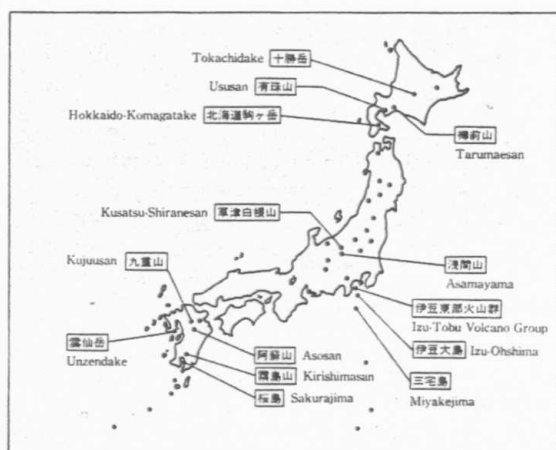 Tokachidake 十勝岳
Ususan 有珠山
Hokkaido-Komagatake 北海道駒ヶ岳
樽前山
Tarumaesan
Kusatsu-Shiranesan 草津白根山
浅間山
Asamayama
Kujuusan 九重山
伊豆東部火山群
Izu-Tobu Volcano Group
雲仙岳
Unzendake
阿蘇山 Asosan
伊豆大島 Izu-Ohshima
霧島山 Kirishimasan
桜島 Sakurajima
三宅島
Miyakejima